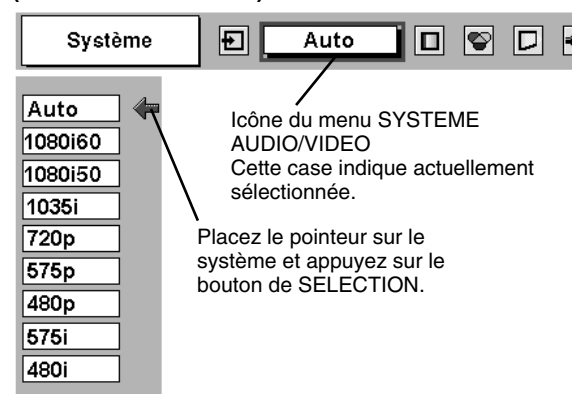 Système
Auto
Auto
1080i60
1080i50
1035i
720p
575p
480p
575i
480i
Icône du menu SYSTEME
AUDIO/VIDEO
Cette case indique actuellement
sélectionnée.
Placez le pointeur sur le
système et appuyez sur le
bouton de SELECTION.